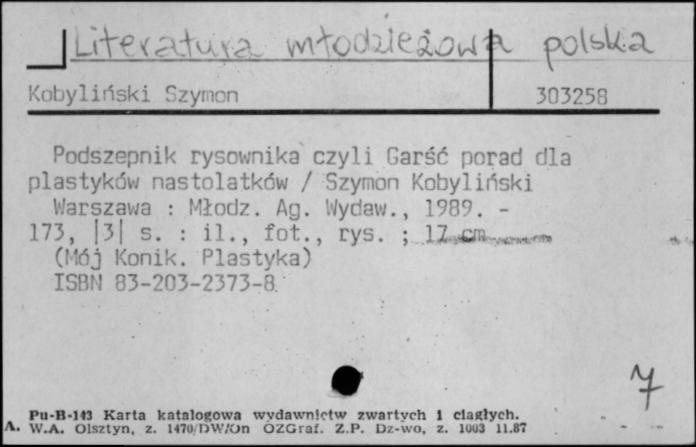 Literatura młodzieżowa polska
Kobyliński Szymon 303258
Podszepnik rysownika czyli Garść porad dla
plastyków nastolatków / Szymon Kobyliński
Warszawa : Młodz. Ag. Wydaw., 1989. -
173, |3| s. : il., fot., rys. ; 17 cm
(Mój Konik. Plastyka)
ISBN 83-203-2373-8
7
Pu-B-143 Karta katalogowa wydawnictw zwartych i ciągłych.
A. W.A. Olsztyn, z. 1470/DW/On OZGraf. Z.P. Dz-wo, z. 1003 11.87